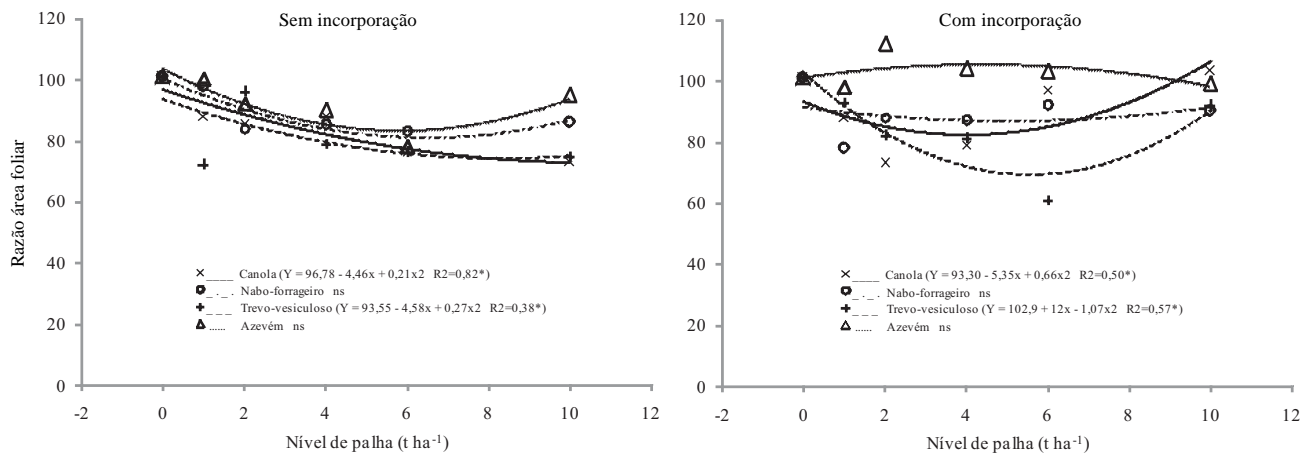 Sem incorporação
120
100
80
60
40
20
0
-2 0 2 4 6 8 10 12
Razão área foliar
Nível de palha (t ha-1)
Canola (Y = 96,78 - 4,46x + 0,21x2 R2=0,82*)
Nabo-forrageiro ns
Trevo-vesiculoso (Y = 93,55 - 4,58x + 0,27x2 R2=0,38*)
Azevém ns
Com incorporação
120
100
80
60
40
20
0
-2 0 2 4 6 8 10 12
Nível de palha (t ha-1)
Canola (Y = 93,30 - 5,35x + 0,66x2 R2=0,50*)
Nabo-forrageiro ns
Trevo-vesiculoso (Y = 102,9 + 12x - 1,07x2 R2=0,57*)
Azevém ns